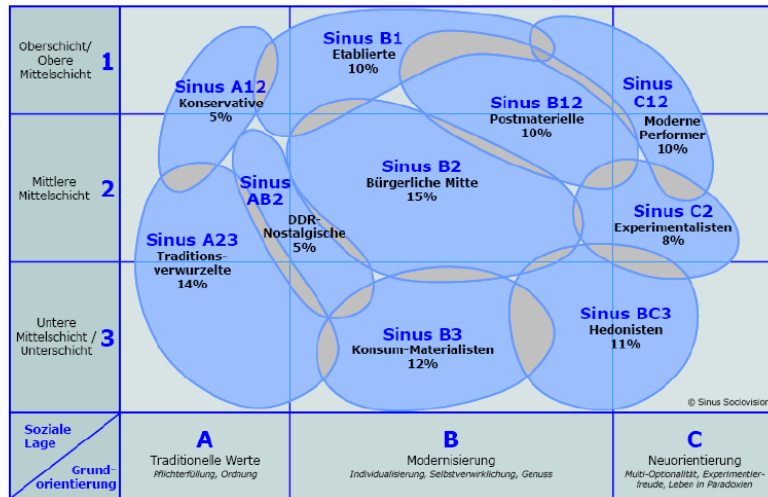 Oberschicht/
Obere
Mittelschicht
1
Mittlere
Mittelschicht
2
Untere
Mittelschicht /
Unterschicht
3
Sinus B1
Etablierte
10%
Sinus A12
Konservative
5%
Sinus B12
Postmaterielle
10%
Sinus
C12
Moderne
Performer
10%
Sinus B2
Bürgerliche Mitte
15%
Sinus
AB2
DDR-
Nostalgische
5%
Sinus C2
Experimentalisten
8%
Sinus A23
Traditions-
verwurzelte
14%
Sinus B3
Konsum-Materialisten
12%
Sinus BC3
Hedonisten
11%
© Sinus Sociovision
Soziale
Lage
Grund-
orientierung
A
Traditionelle Werte
Pflichterfüllung, Ordnung
B
Modernisierung
Individualisierung, Selbstverwirklichung, Genuss
C
Neuorientierung
Multi-Optionalität, Experimentier-
freude, Leben in Paradoxien